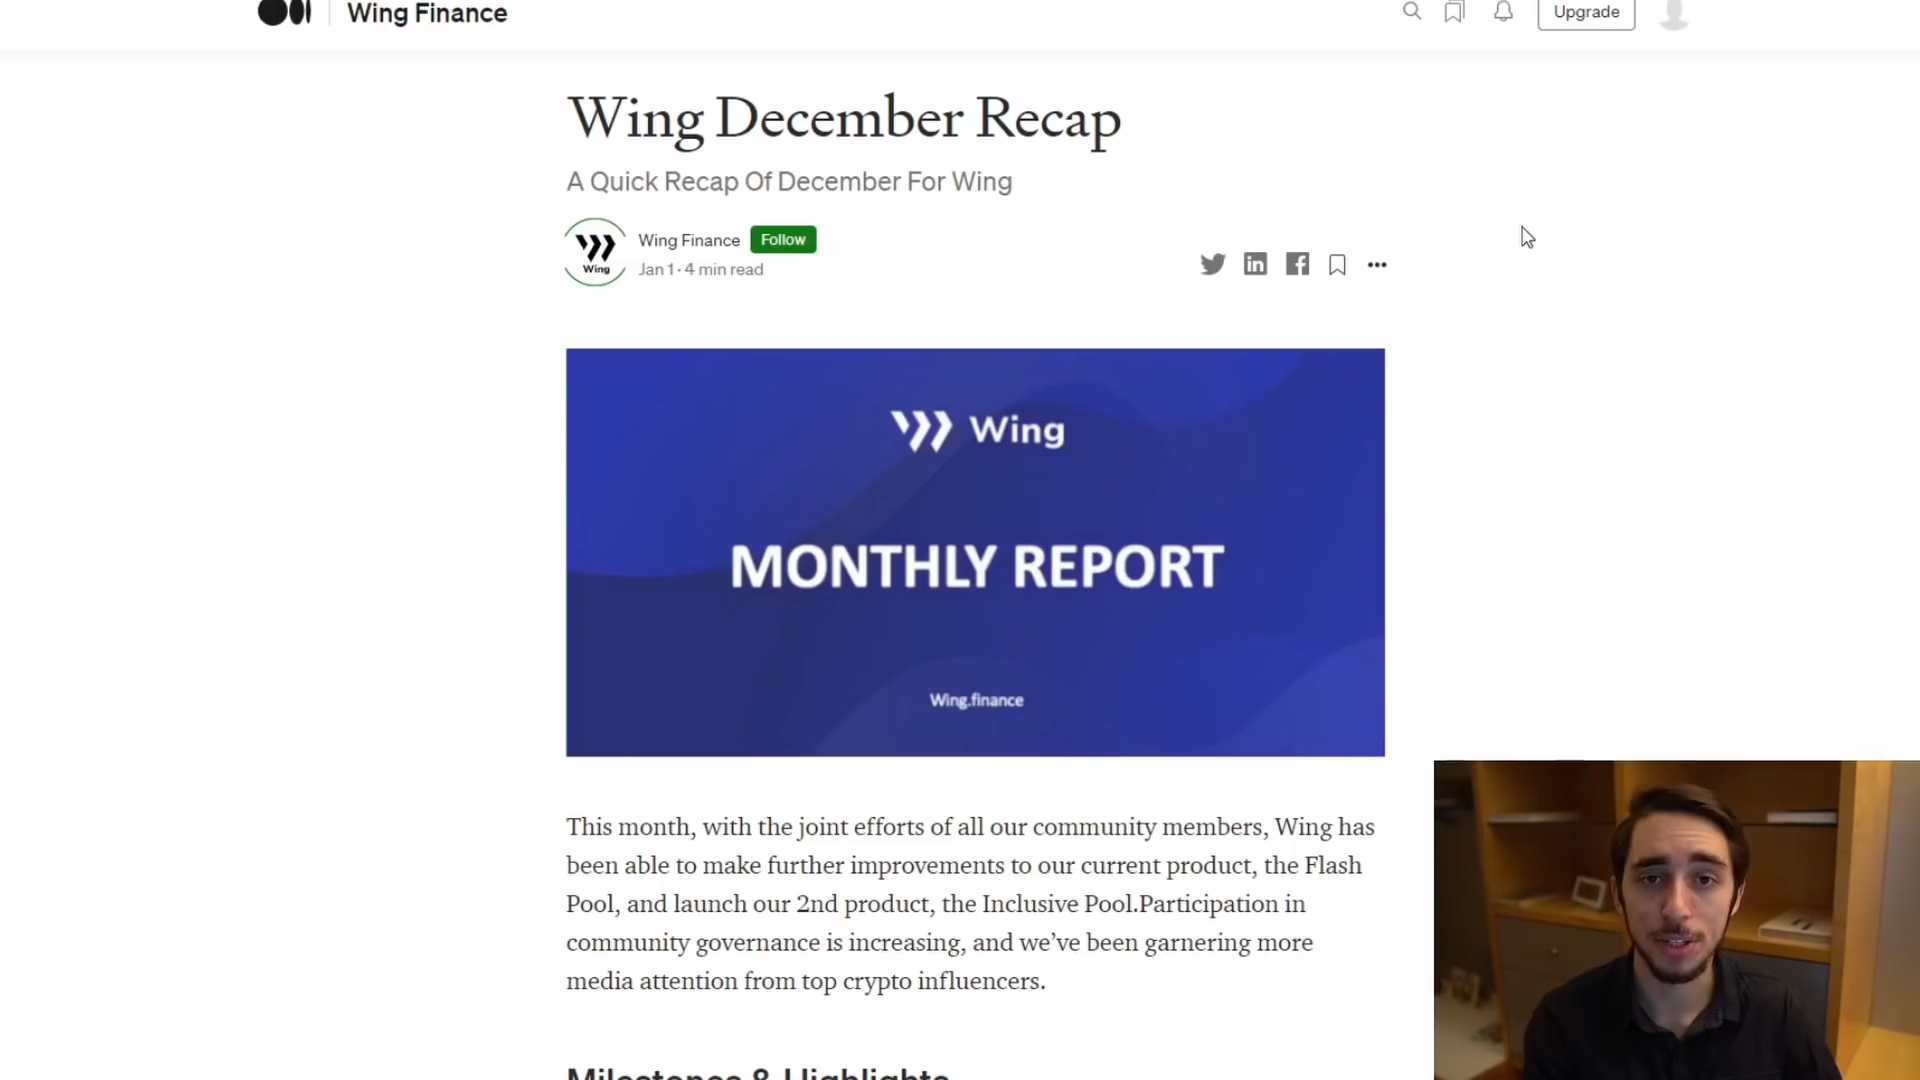 Wing Finance
Upgrade
Wing December Recap
A Quick Recap Of December For Wing
Wing
Wing Finance
Follow
Jan 1 · 4 min read
Wing
MONTHLY REPORT
Wing.finance
This month, with the joint efforts of all our community members, Wing has
been able to make further improvements to our current product, the Flash
Pool, and launch our 2nd product, the Inclusive Pool.Participation in
community governance is increasing, and we’ve been garnering more
media attention from top crypto influencers.
Milestones & Highlights